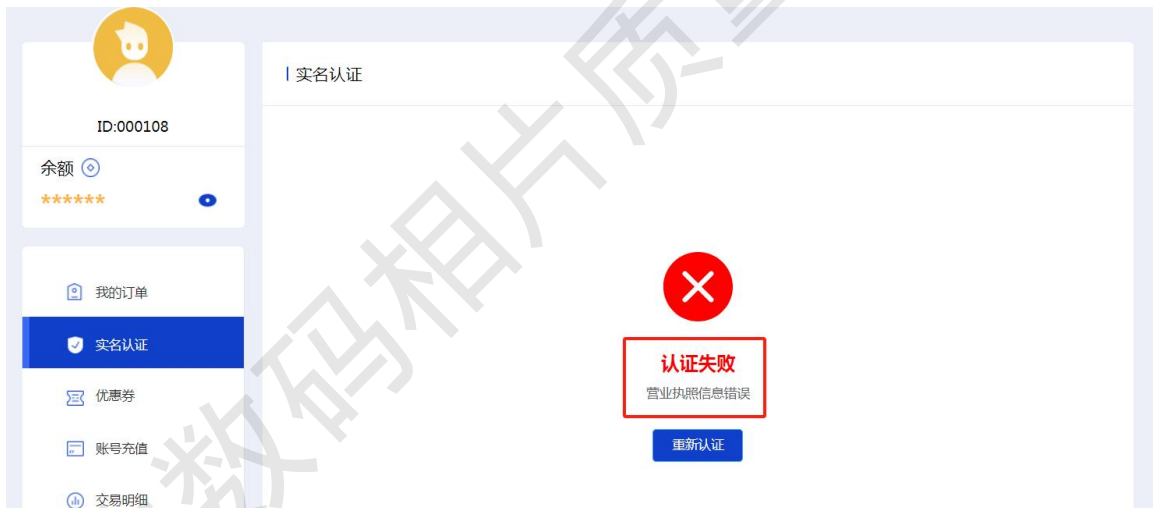 实名认证
ID:000108
余额
******
我的订单
实名认证
优惠券
账号充值
交易明细
认证失败
营业执照信息错误
重新认证
数码相片质